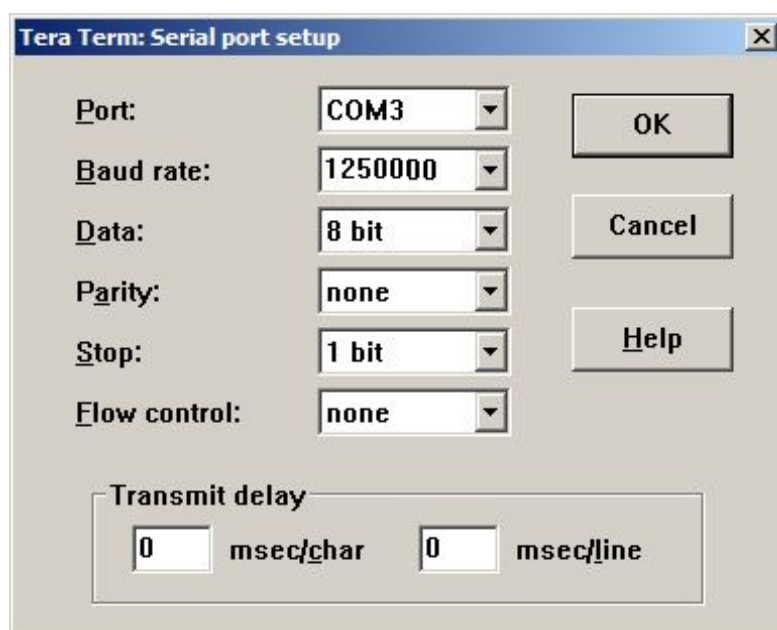 Tera Term: Serial port setup
Port: COM3
OK
Baud rate: 1250000
Data: 8 bit
Cancel
Parity: none
Stop: 1 bit
Help
Flow control: none
Transmit delay
0 msec/char 0 msec/line